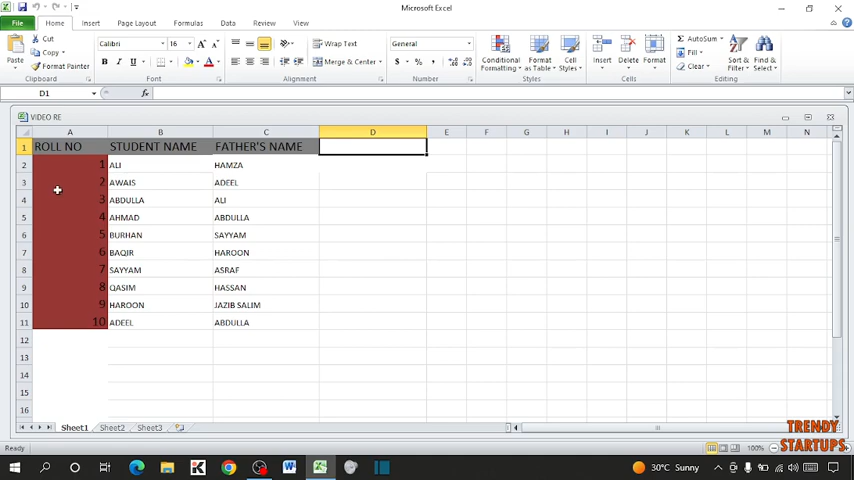 Microsoft Excel
File Home Insert Page Layout Formulas Data Review View
Cut
Copy
Format Painter
Paste
Clipboard
Calibri 16
B I U
Font
Wrap Text
Merge & Center
Alignment
General
$ % ,
Number
Conditional Formatting
Format as Table
Cell Styles
Styles
Insert Delete Format
Cells
AutoSum
Fill
Clear
Sort & Filter
Find & Select
Editing
D1 fx
VIDEO RE
A B C D E F G H I J K L M N
1 ROLL NO STUDENT NAME FATHER'S NAME
2 1 ALI HAMZA
3 2 AWAIS ADEEL
4 3 ABDULLA ALI
5 4 AHMAD ABDULLA
6 5 BURHAN SAYYAM
7 6 BAQIR HAROON
8 7 SAYYAM ASRAF
9 8 QASIM HASSAN
10 9 HAROON JAZIB SALIM
11 10 ADEEL ABDULLA
12
13
14
15
16
Sheet1 Sheet2 Sheet3
Ready
100%
TRENDY
STARTUPS
30°C Sunny